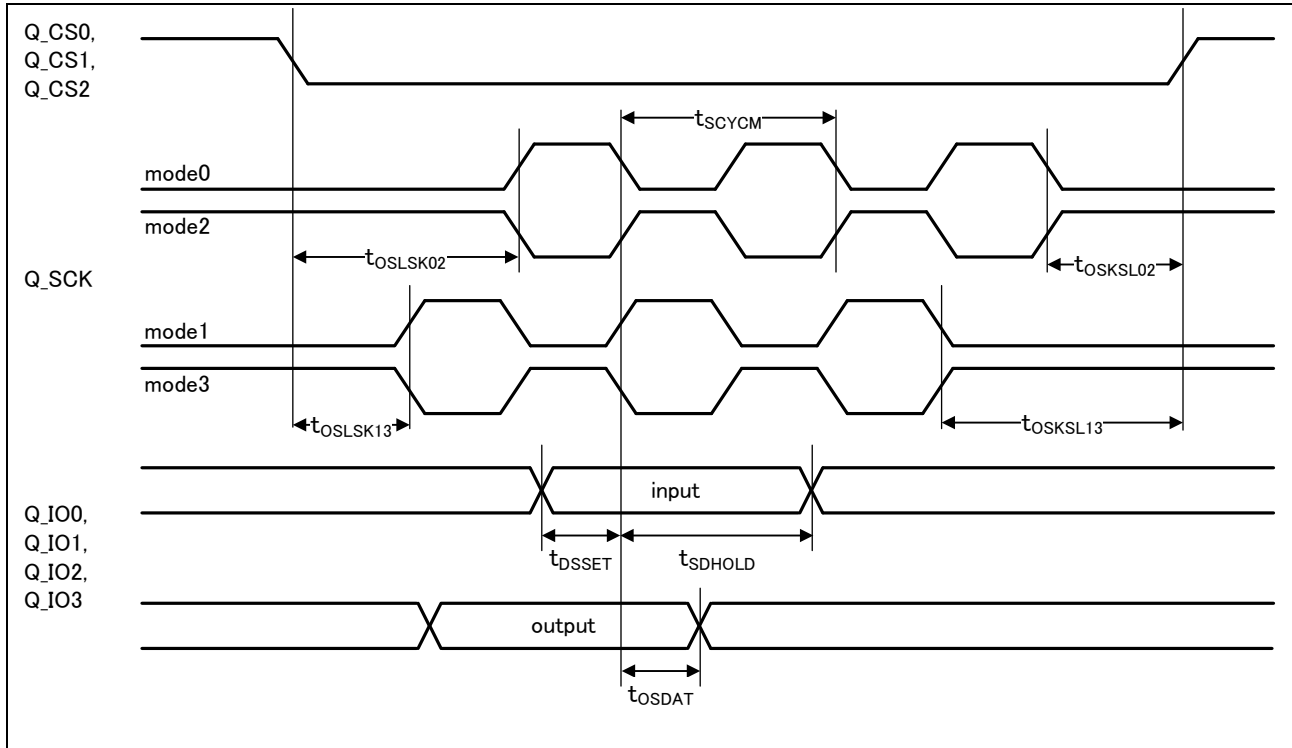 Q_CS0,
Q_CS1,
Q_CS2
tSCYCM
mode0
mode2
tOSLSK02
tOSKSL02
Q_SCK
mode1
mode3
tOSLSK13
tOSKSL13
input
Q_IO0,
Q_IO1,
Q_IO2,
Q_IO3
tDSSET
tSDHOLD
output
tOSDAT